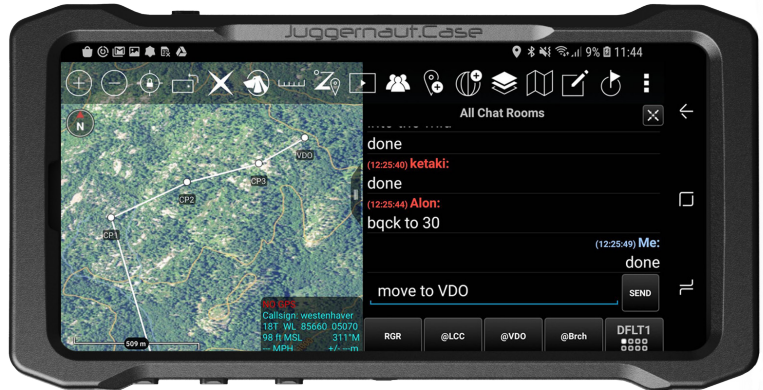 Juggernaut.Case
9% 11:44
N
VDO
CP3
CP2
CP1
509 m
NO GPS
Callsign: westenhaver
18T WL 85660 05070
98 ft MSL 311°M
--- MPH +/- ---m
All Chat Rooms
done
(12:25:40) ketaki:
done
(12:25:44) Alon:
bqck to 30
(12:25:49) Me:
done
move to VDO
SEND
RGR
@LCC
@VDO
@Brch
DFLT1